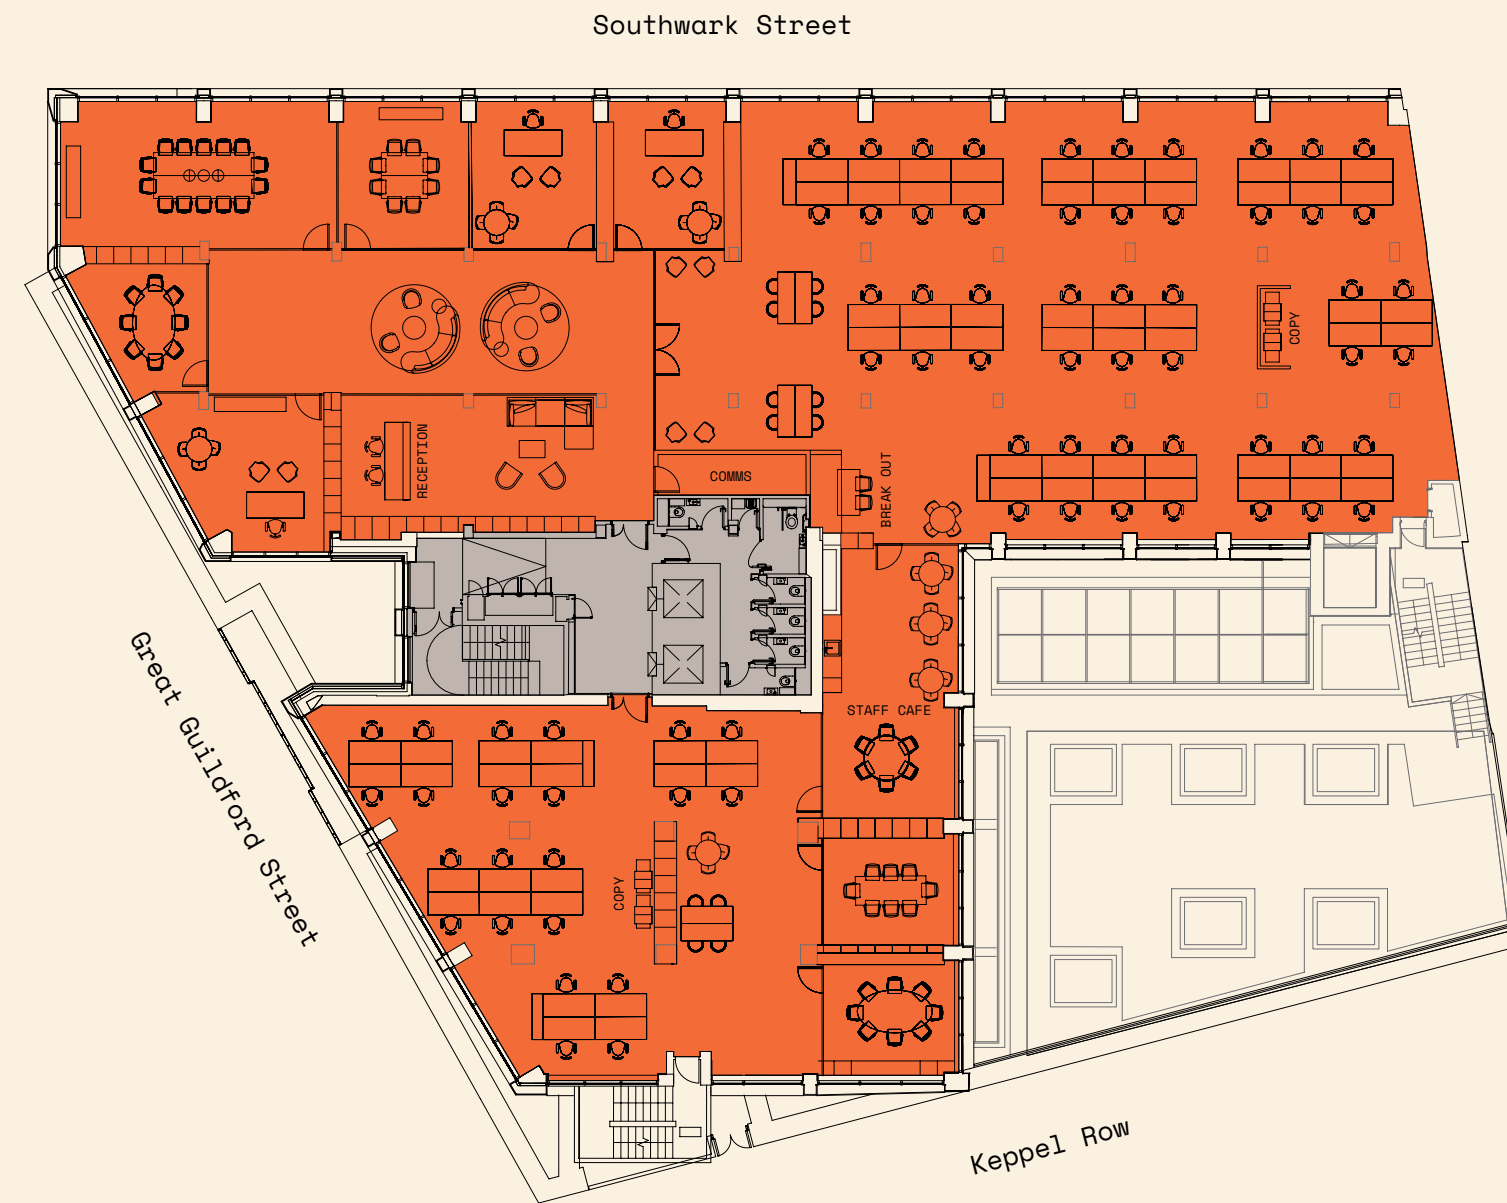 Southwark Street
COPY
RECEPTION
COMMS
BREAK OUT
Great Guildford Street
STAFF CAFE
COPY
Keppel Row